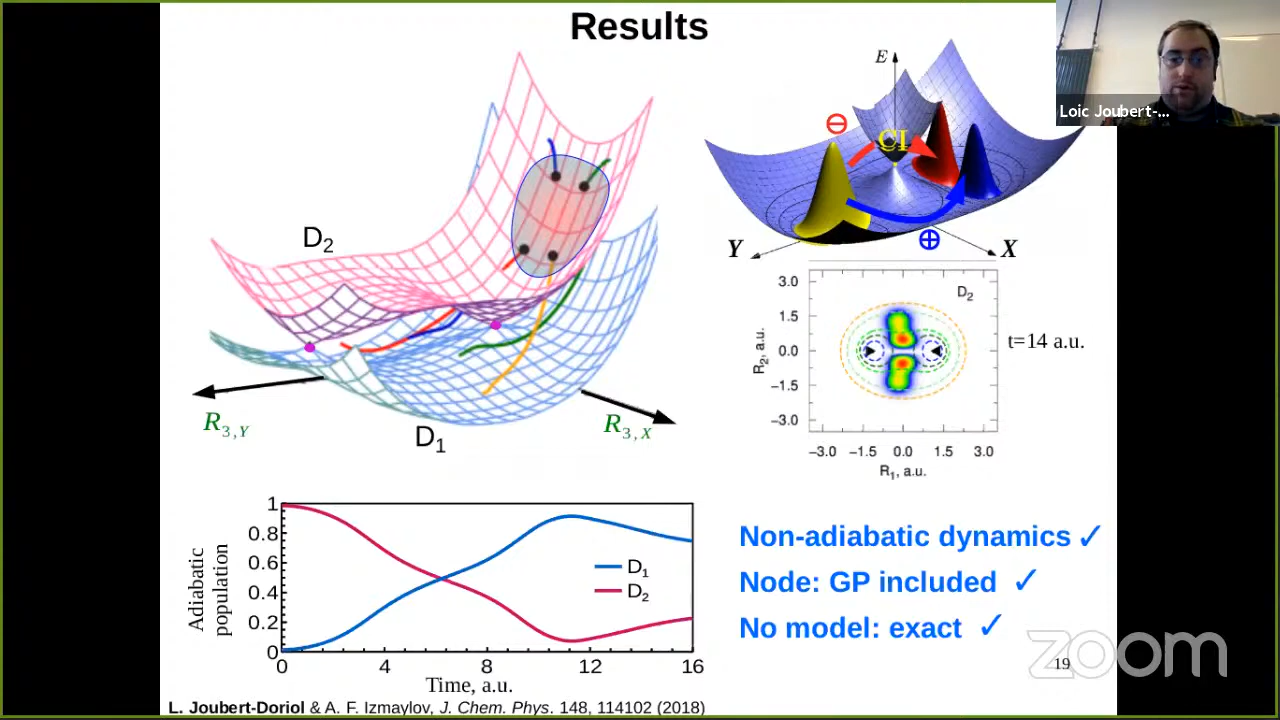 Results
Loic Joubert-...
E
⊖
CI
D2
Y
⊕
X
3.0
1.5
0.0
−1.5
−3.0
R2, a.u.
D2
t=14 a.u.
−3.0 −1.5 0.0 1.5 3.0
R1, a.u.
R3,Y
D1
R3,X
1
0.8
0.6
0.4
0.2
0
Adiabatic
population
D1
D2
0 4 8 12 16
Time, a.u.
Non-adiabatic dynamics ✓
Node: GP included ✓
No model: exact ✓
19
zoom
L. Joubert-Doriol & A. F. Izmaylov, J. Chem. Phys. 148, 114102 (2018)